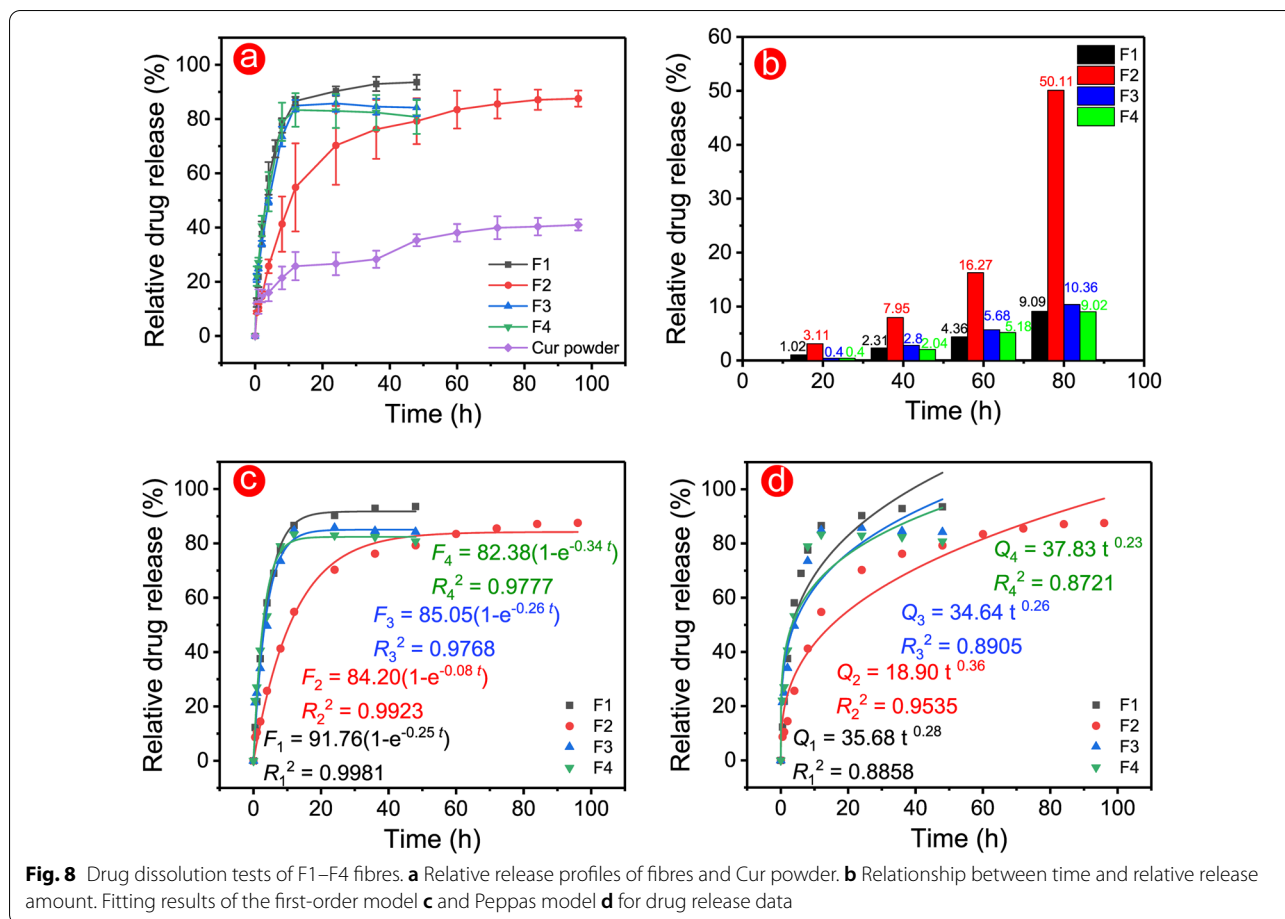 a
Relative drug release (%)
100
80
60
40
20
0
F1
F2
F3
F4
Cur powder
0 20 40 60 80 100
Time (h)
b
Relative drug release (%)
60
50
40
30
20
10
0
F1
F2
F3
F4
1.02
3.11
0.4
0.4
2.31
7.95
2.8
2.04
4.36
16.27
5.68
5.18
9.09
50.11
10.36
9.02
0 20 40 60 80 100
Time (h)
c
Relative drug release (%)
100
80
60
40
20
0
F₄ = 82.38(1-e^-0.34 t)
R₄² = 0.9777
F₃ = 85.05(1-e^-0.26 t)
R₃² = 0.9768
F₂ = 84.20(1-e^-0.08 t)
R₂² = 0.9923
F₁ = 91.76(1-e^-0.25 t)
R₁² = 0.9981
F1
F2
F3
F4
0 20 40 60 80 100
Time (h)
d
Relative drug release (%)
100
80
60
40
20
0
Q₄ = 37.83 t^0.23
R₄² = 0.8721
Q₃ = 34.64 t^0.26
R₃² = 0.8905
Q₂ = 18.90 t^0.36
R₂² = 0.9535
Q₁ = 35.68 t^0.28
R₁² = 0.8858
F1
F2
F3
F4
0 20 40 60 80 100
Time (h)
Fig. 8 Drug dissolution tests of F1–F4 fibres. a Relative release profiles of fibres and Cur powder. b Relationship between time and relative release
amount. Fitting results of the first-order model c and Peppas model d for drug release data